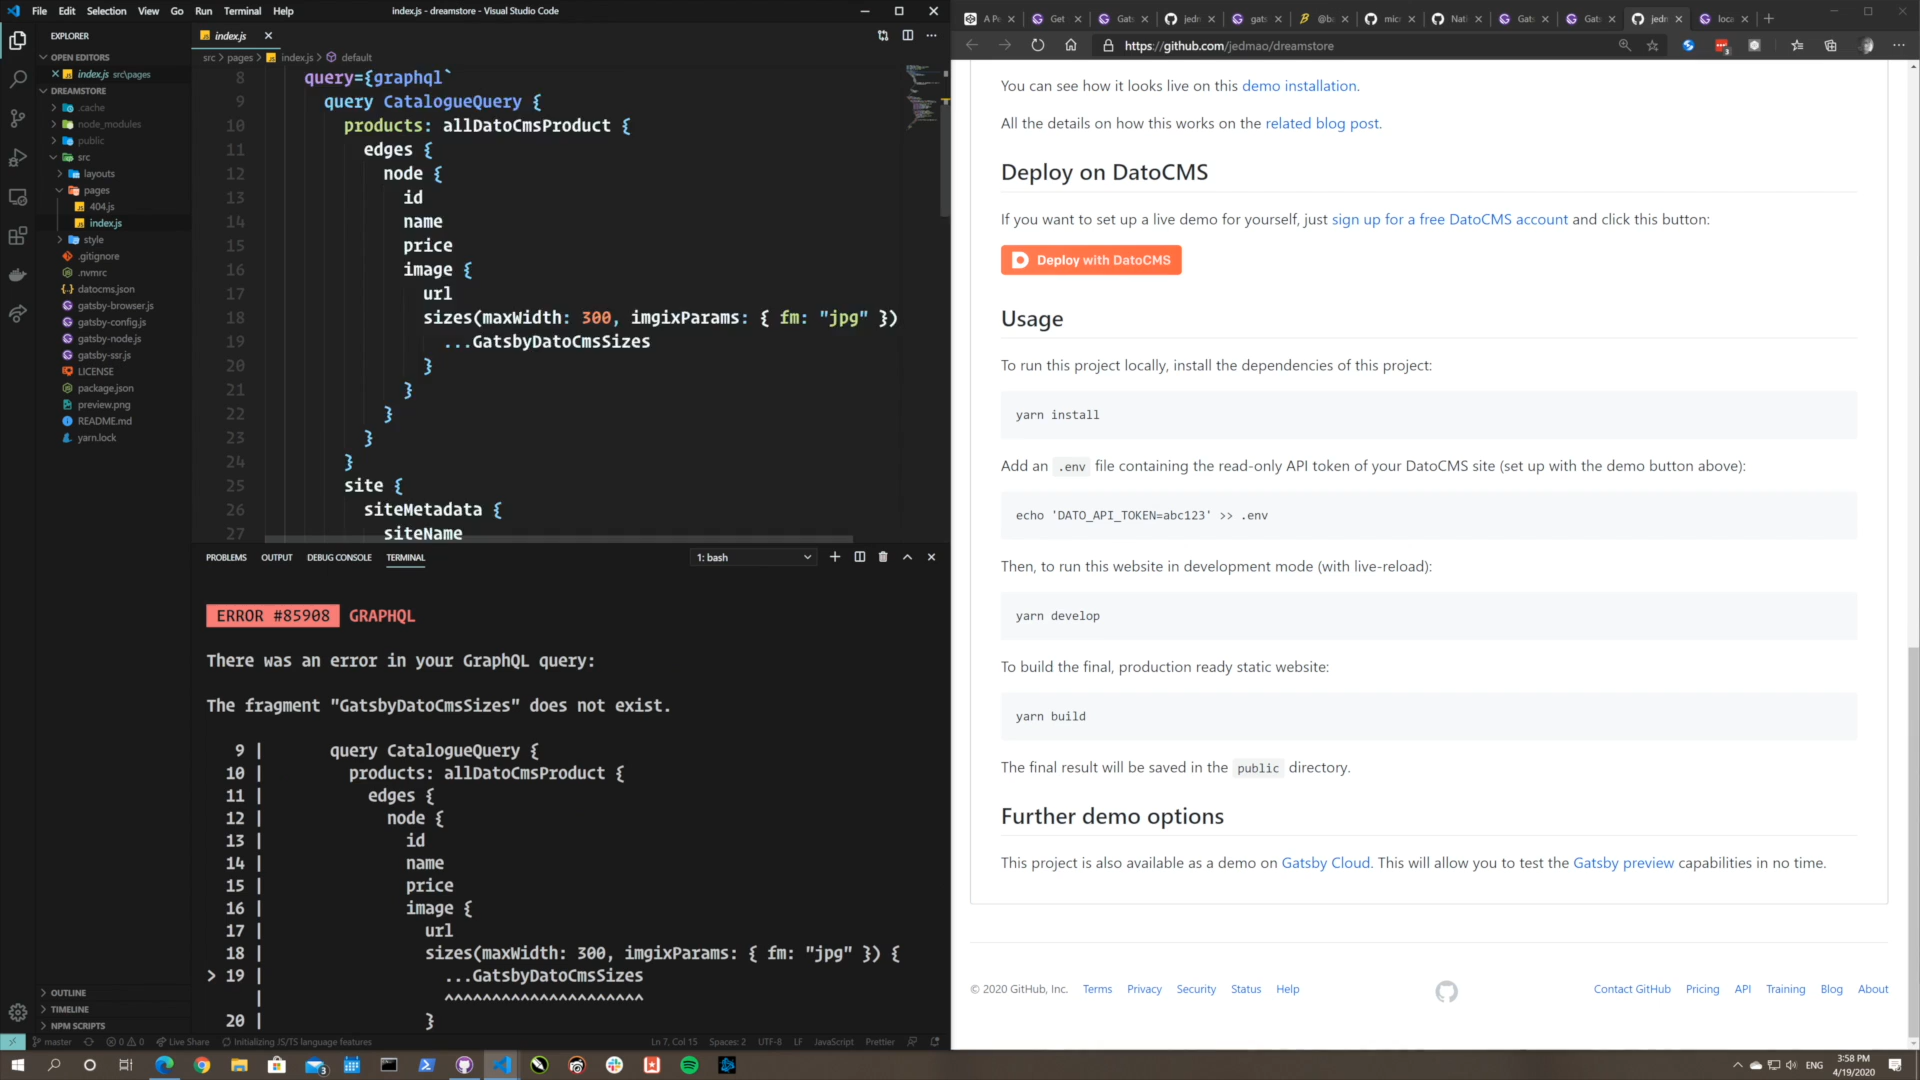 File Edit Selection View Go Run Terminal Help
index.js - dreamstore - Visual Studio Code
EXPLORER
OPEN EDITORS
index.js src\pages
DREAMSTORE
.cache
node_modules
public
src
layouts
pages
404.js
index.js
style
.gitignore
.nvmrc
datocms.json
gatsby-browser.js
gatsby-config.js
gatsby-node.js
gatsby-ssr.js
LICENSE
package.json
preview.png
README.md
yarn.lock
OUTLINE
TIMELINE
NPM SCRIPTS
index.js
src > pages > index.js > default
8 query={graphql`
9 query CatalogueQuery {
10 products: allDatoCmsProduct {
11 edges {
12 node {
13 id
14 name
15 price
16 image {
17 url
18 sizes(maxWidth: 300, imgixParams: { fm: "jpg" })
19 ...GatsbyDatoCmsSizes
20 }
21 }
22 }
23 }
24 }
25 site {
26 siteMetadata {
27 siteName
PROBLEMS OUTPUT DEBUG CONSOLE TERMINAL
1: bash
ERROR #85908 GRAPHQL
There was an error in your GraphQL query:
The fragment "GatsbyDatoCmsSizes" does not exist.
9 | query CatalogueQuery {
10 | products: allDatoCmsProduct {
11 | edges {
12 | node {
13 | id
14 | name
15 | price
16 | image {
17 | url
18 | sizes(maxWidth: 300, imgixParams: { fm: "jpg" }) {
> 19 | ...GatsbyDatoCmsSizes
| ^^^^^^^^^^^^^^^^^^^^^
20 | }
master 0 0 Live Share Initializing JS/TS language features
Ln 7, Col 15 Spaces: 2 UTF-8 LF JavaScript Prettier
A Pe Get Gats jedn gats @b micr Nati Gats Gats jedn loca
https://github.com/jedmao/dreamstore
3
You can see how it looks live on this demo installation.
All the details on how this works on the related blog post.
Deploy on DatoCMS
If you want to set up a live demo for yourself, just sign up for a free DatoCMS account and click this button:
Deploy with DatoCMS
Usage
To run this project locally, install the dependencies of this project:
yarn install
Add an .env file containing the read-only API token of your DatoCMS site (set up with the demo button above):
echo 'DATO_API_TOKEN=abc123' >> .env
Then, to run this website in development mode (with live-reload):
yarn develop
To build the final, production ready static website:
yarn build
The final result will be saved in the public directory.
Further demo options
This project is also available as a demo on Gatsby Cloud. This will allow you to test the Gatsby preview capabilities in no time.
© 2020 GitHub, Inc. Terms Privacy Security Status Help
Contact GitHub Pricing API Training Blog About
3
ENG
3:58 PM
4/19/2020